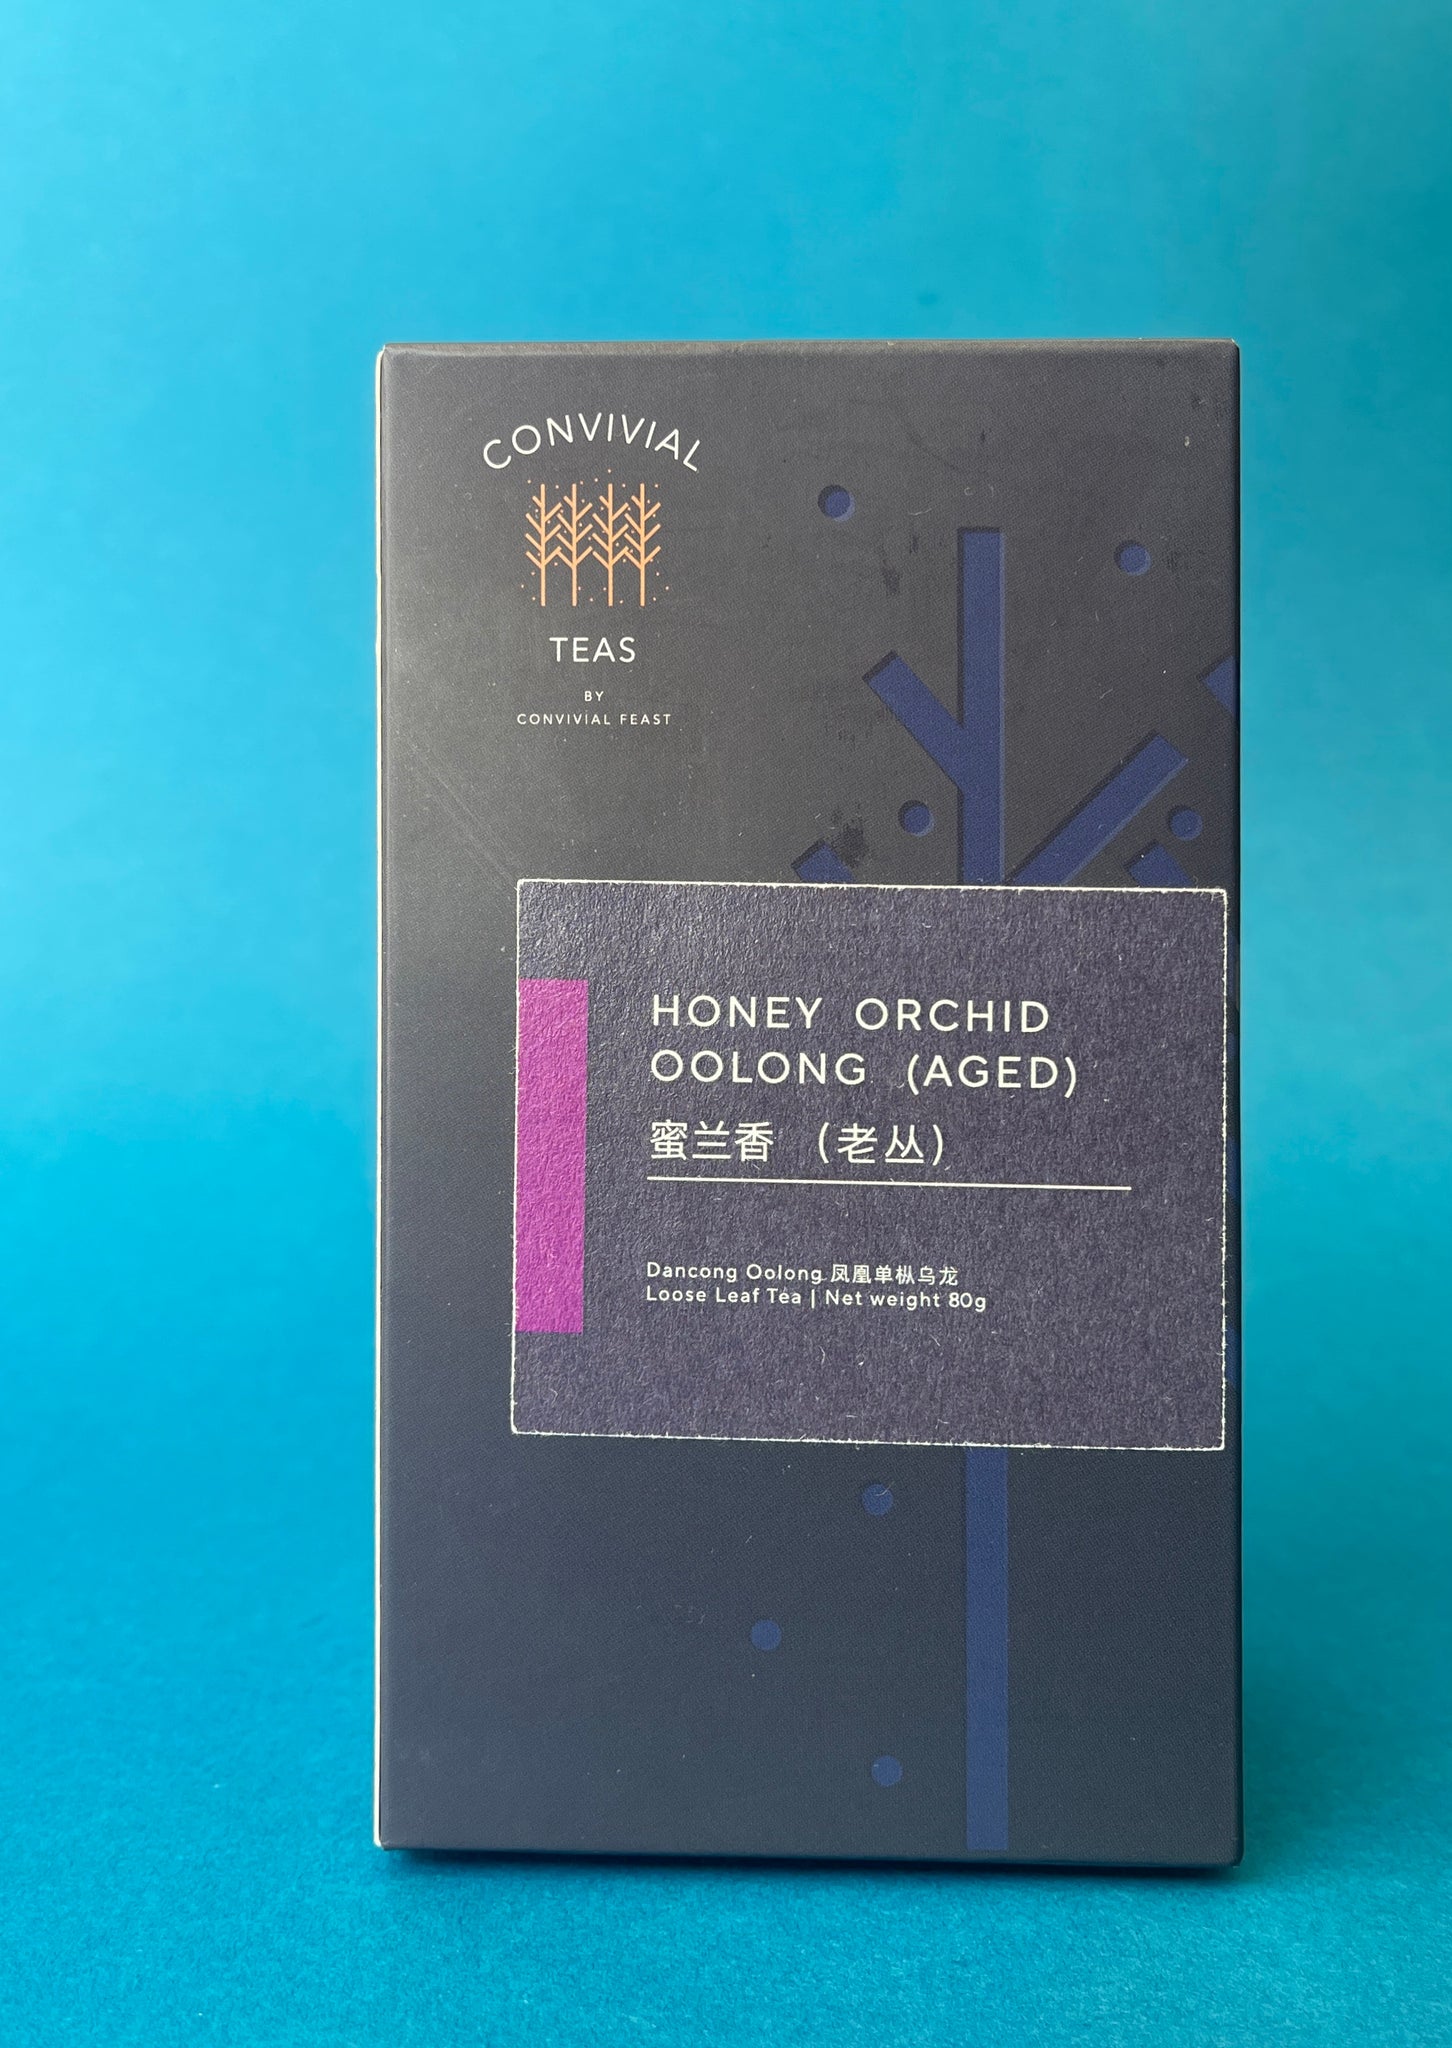 CONVIVIAL
TEAS
BY
CONVIVIAL FEAST
HONEY ORCHID
OOLONG (AGED)
蜜兰香 （老丛）
Dancong Oolong 凤凰单枞乌龙
Loose Leaf Tea | Net weight 80g